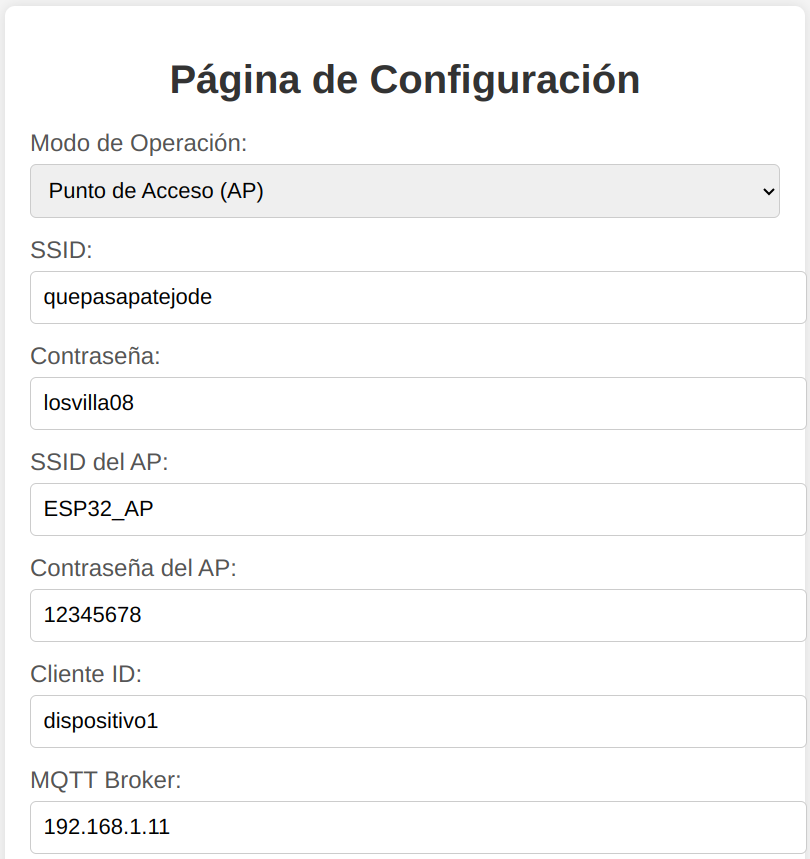 Página de Configuración
Modo de Operación:
Punto de Acceso (AP)
SSID:
quepasapatejode
Contraseña:
losvilla08
SSID del AP:
ESP32_AP
Contraseña del AP:
12345678
Cliente ID:
dispositivo1
MQTT Broker:
192.168.1.11